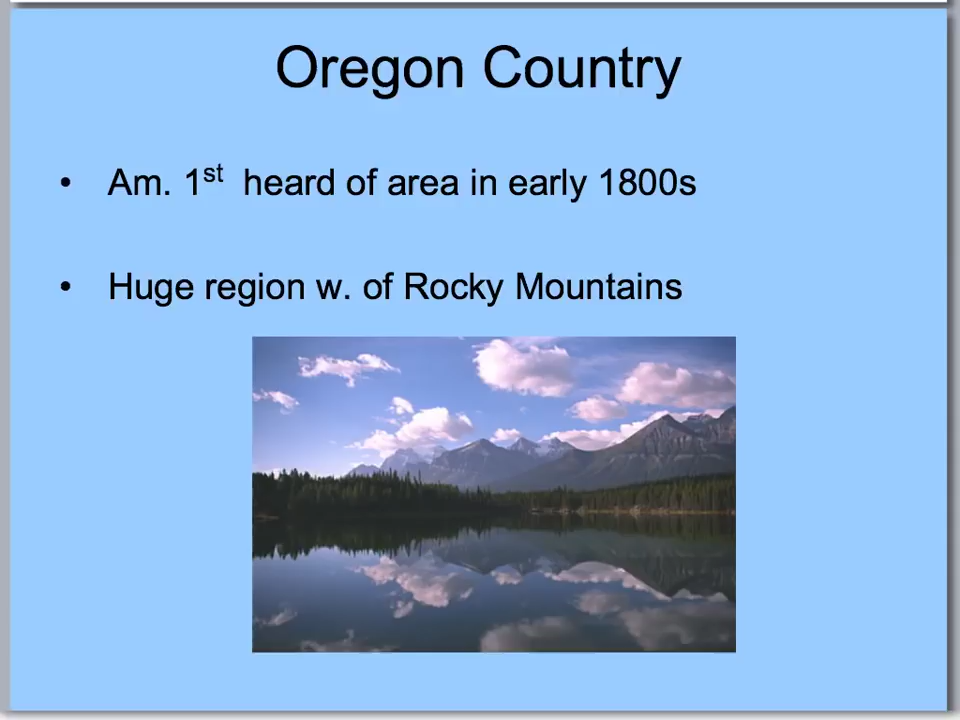 Oregon Country
• Am. 1st heard of area in early 1800s
• Huge region w. of Rocky Mountains